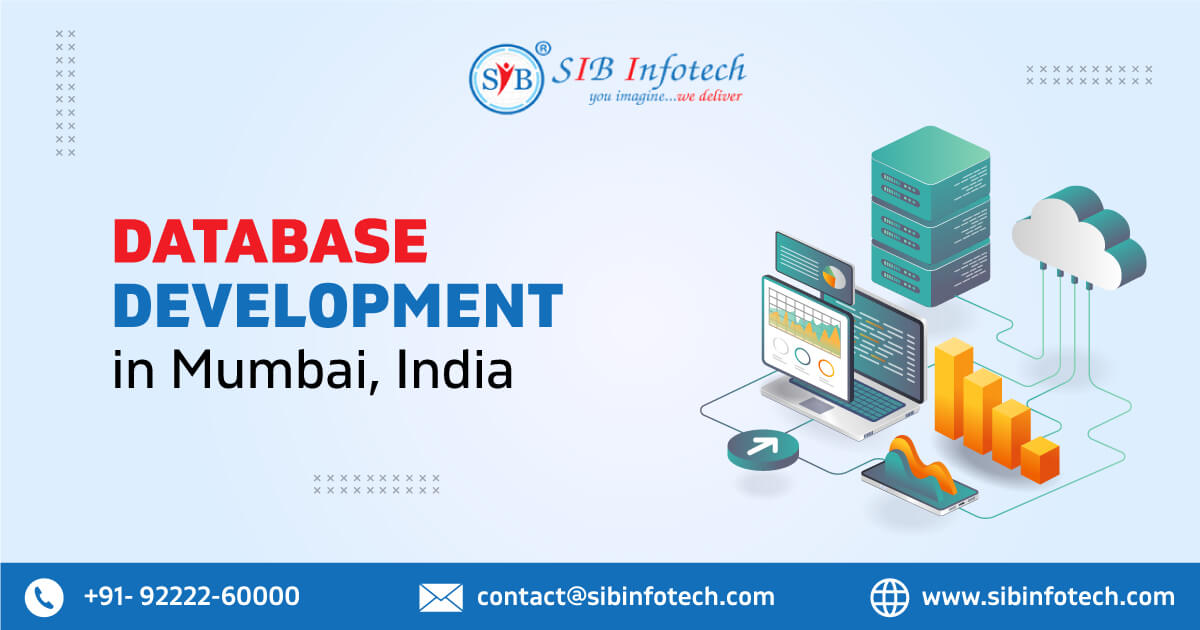 SIB
®
SIB Infotech
you imagine...we deliver
DATABASE
DEVELOPMENT
in Mumbai, India
+91- 92222-60000
contact@sibinfotech.com
www.sibinfotech.com